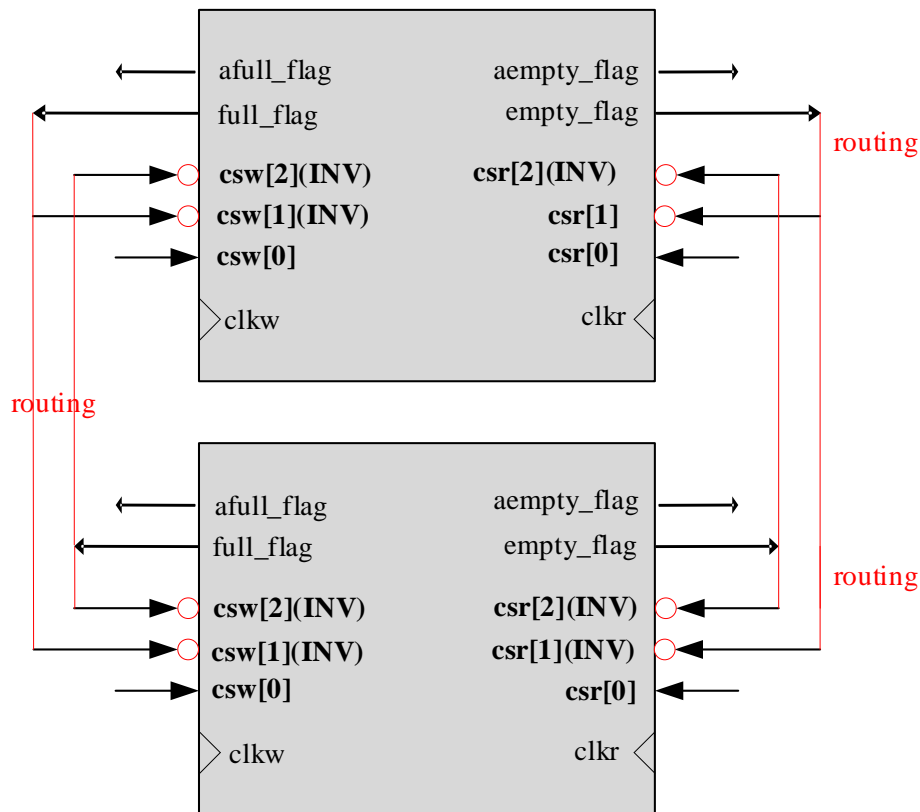 afull_flag aempty_flag
full_flag empty_flag
routing
csw[2](INV) csr[2](INV)
csw[1](INV) csr[1]
csw[0] csr[0]
clkw clkr
routing
afull_flag aempty_flag
full_flag empty_flag
routing
csw[2](INV) csr[2](INV)
csw[1](INV) csr[1](INV)
csw[0] csr[0]
clkw clkr